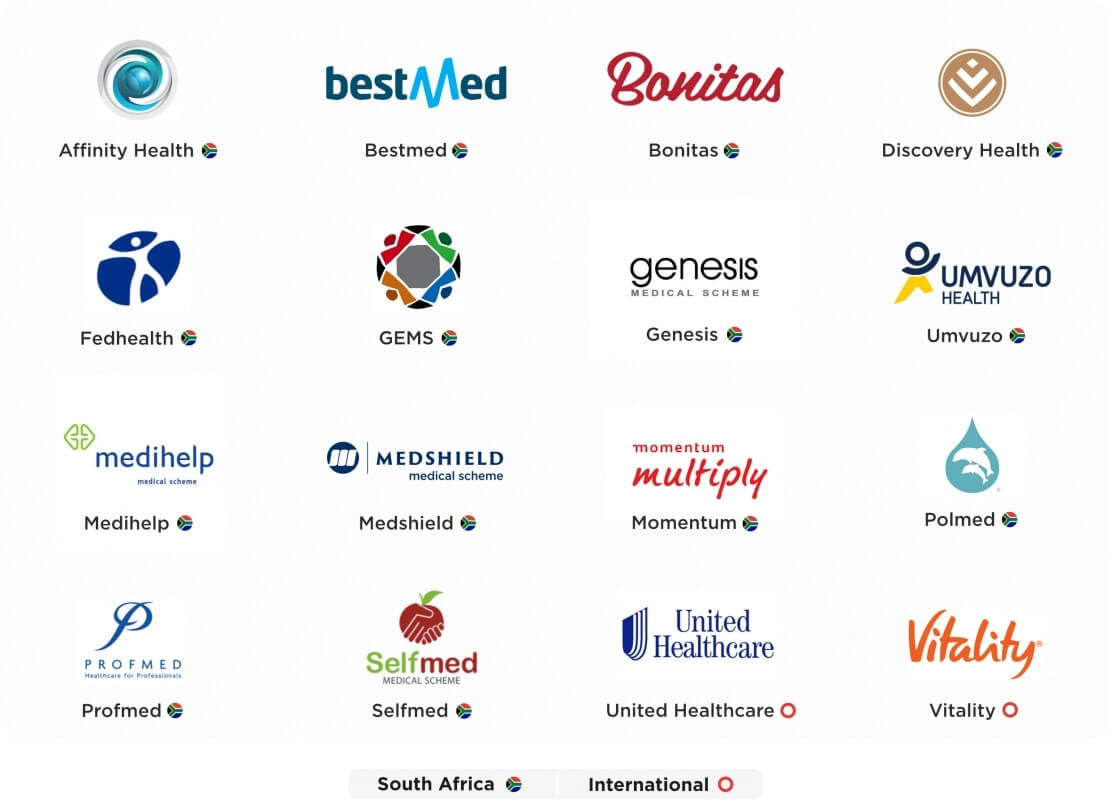 bestMed
Bonitas
Affinity Health
Bestmed
Bonitas
Discovery Health
genesis
MEDICAL SCHEME
UMVUZO
HEALTH
Fedhealth
GEMS
Genesis
Umvuzo
medihelp
medical scheme
MEDSHIELD
medical scheme
momentum
multiply
Medihelp
Medshield
Momentum
Polmed
PROFMED
Healthcare for Professionals
Selfmed
MEDICAL SCHEME
United
Healthcare
Vitality®
Profmed
Selfmed
United Healthcare
Vitality
South Africa
International